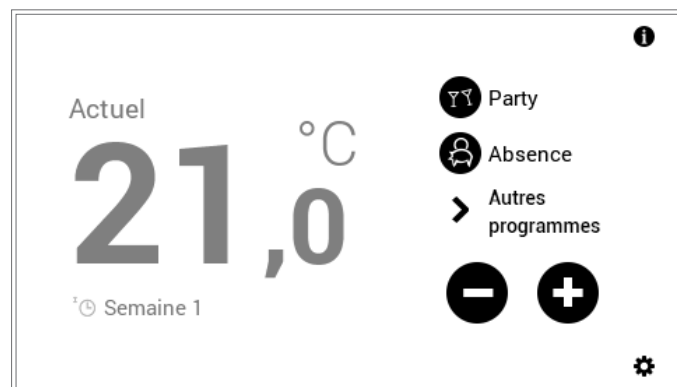 Actuel
21,0 °C
Semaine 1
Party
Absence
Autres
programmes